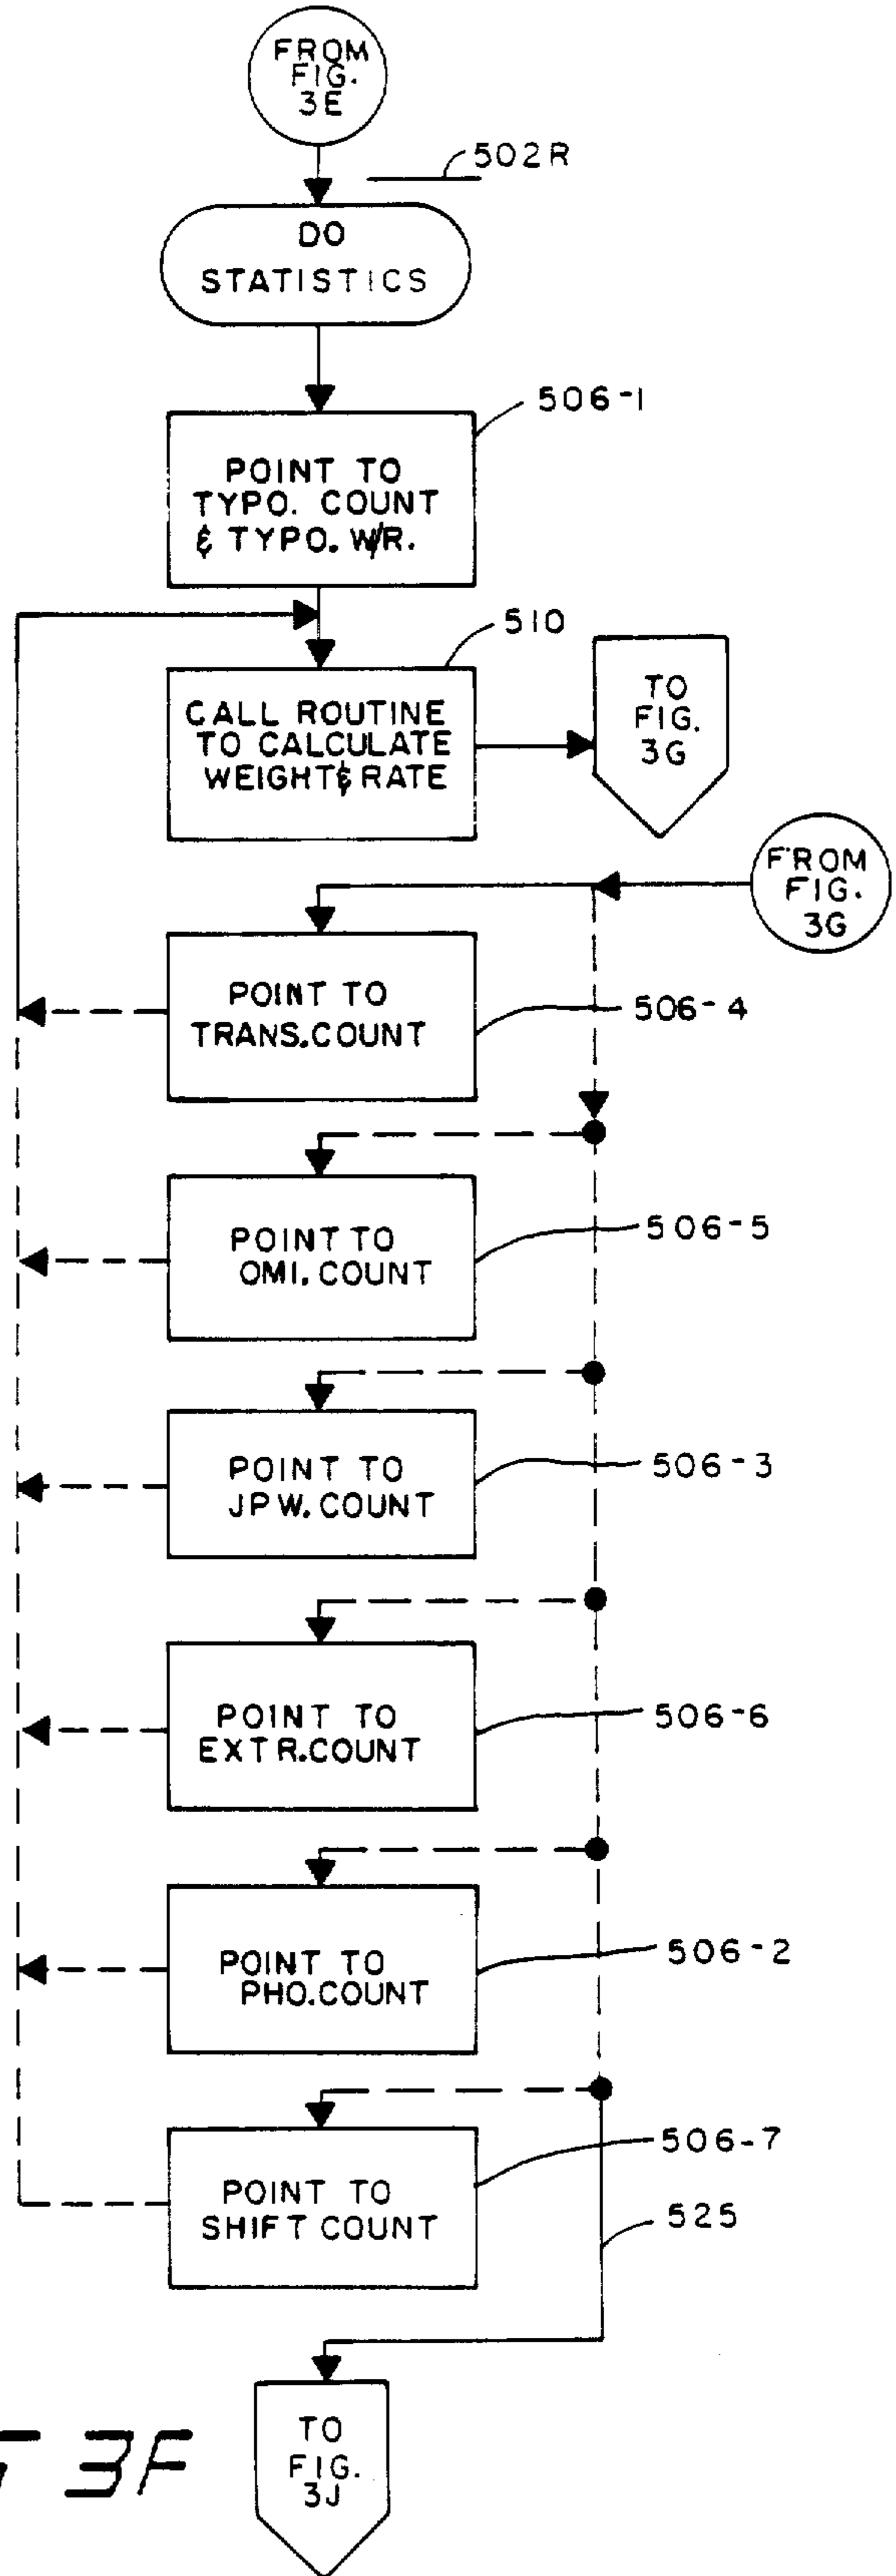 FROM
FIG.
3E
502R
DO
STATISTICS
506-1
POINT TO
TYPO. COUNT
& TYPO. W/R.
510
CALL ROUTINE
TO CALCULATE
WEIGHT & RATE
TO
FIG.
3G
FROM
FIG.
3G
POINT TO
TRANS.COUNT
506-4
POINT TO
OMI.COUNT
506-5
POINT TO
JPW.COUNT
506-3
POINT TO
EXTR.COUNT
506-6
POINT TO
PHO.COUNT
506-2
POINT TO
SHIFT COUNT
506-7
525
TO
FIG.
3J
3F